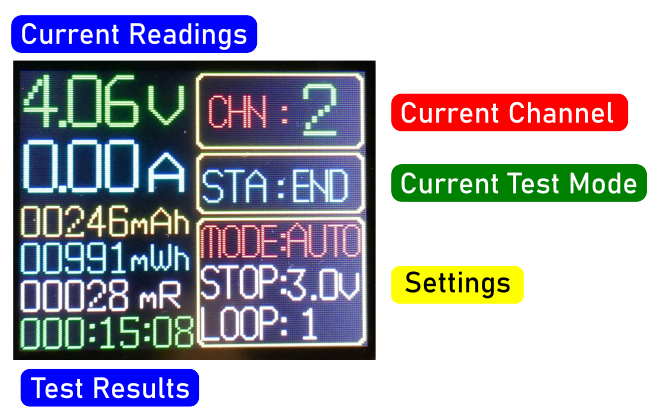 Current Readings
4.06V
0.00A
00246mAh
00991mWh
00028 mR
000:15:08
CHN: 2
STA:END
MODE:AUTO
STOP:3.0v
LOOP: 1
Current Channel
Current Test Mode
Settings
Test Results